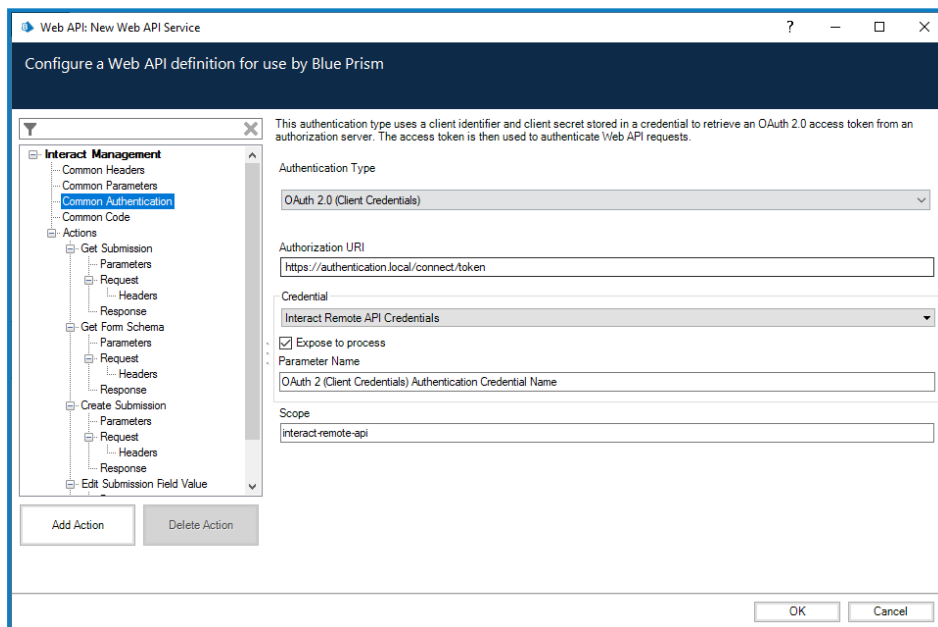 Web API: New Web API Service
?
Configure a Web API definition for use by Blue Prism
Interact Management
Common Headers
Common Parameters
Common Authentication
Common Code
Actions
Get Submission
Parameters
Request
Headers
Response
Get Form Schema
Parameters
Request
Headers
Response
Create Submission
Parameters
Request
Headers
Response
Edit Submission Field Value
Add Action
Delete Action
This authentication type uses a client identifier and client secret stored in a credential to retrieve an OAuth 2.0 access token from an
authorization server. The access token is then used to authenticate Web API requests.
Authentication Type
OAuth 2.0 (Client Credentials)
Authorization URI
https://authentication.local/connect/token
Credential
Interact Remote API Credentials
Expose to process
Parameter Name
OAuth 2 (Client Credentials) Authentication Credential Name
Scope
interact-remote-api
OK
Cancel